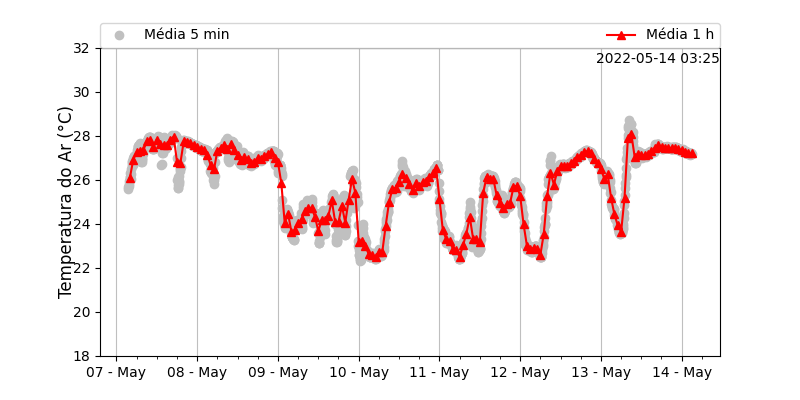 Média 5 min
Média 1 h
2022-05-14 03:25
Temperatura do Ar (°C)
32
30
28
26
24
22
20
18
07 - May
08 - May
09 - May
10 - May
11 - May
12 - May
13 - May
14 - May